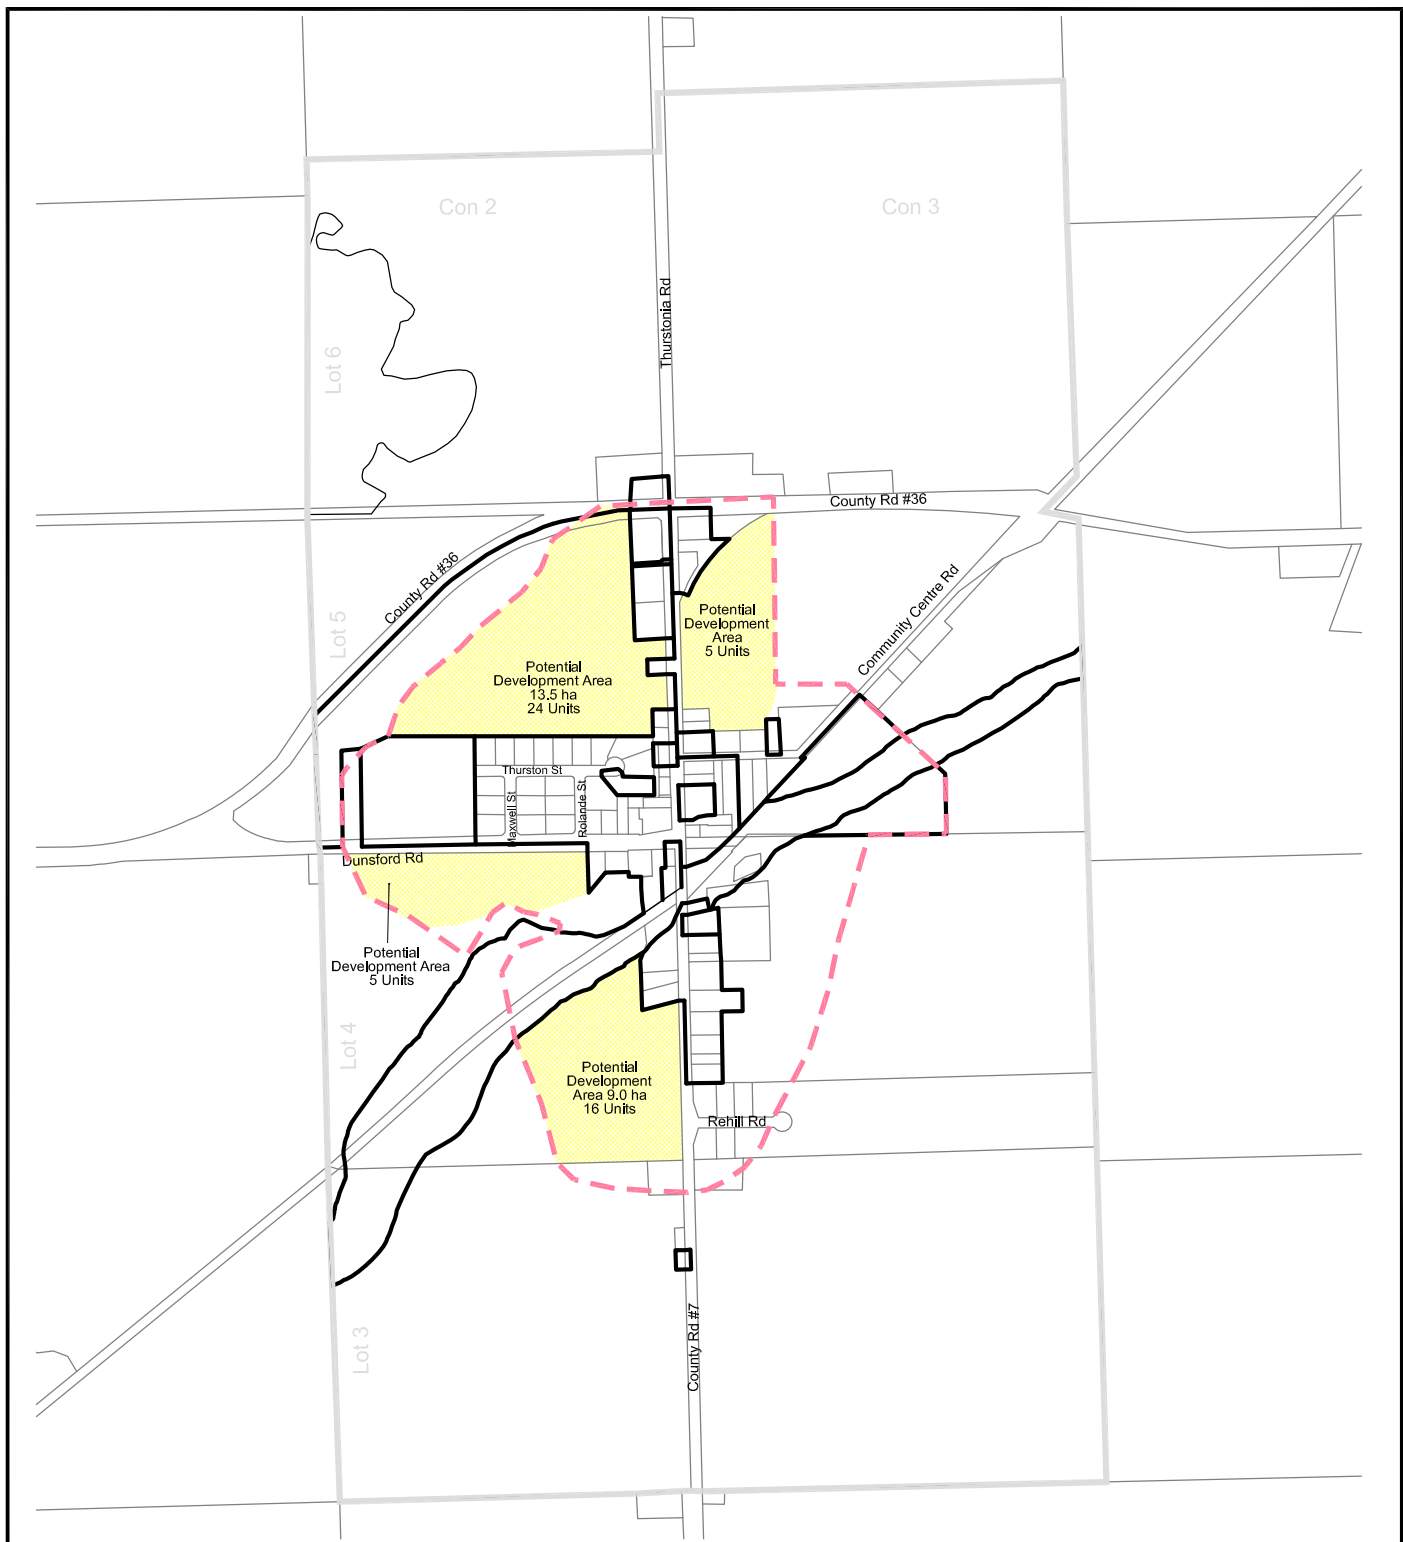 Con 2
Con 3
Thurstonia Rd
Lot 6
County Rd #36
County Rd #36
Community Centre Rd
Lot 5
Potential
Development
Area
5 Units
Potential
Development Area
13.5 ha
24 Units
Thurston St
Maxwell St
Rolande St
Dunsford Rd
Potential
Development Area
5 Units
Lot 4
Potential
Development
Area 9.0 ha
16 Units
Rehill Rd
County Rd #7
Lot 3